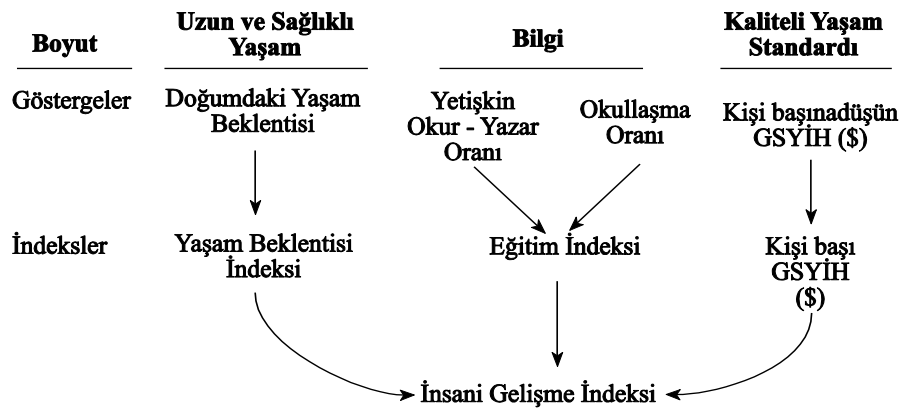 Boyut
Uzun ve Sağlıklı
Yaşam
Bilgi
Kaliteli Yaşam
Standardı
Göstergeler
Doğumdaki Yaşam
Beklentisi
Yetişkin
Okur - Yazar
Oranı
Okullaşma
Oranı
Kişi başınadüşün
GSYİH ($)
İndeksler
Yaşam Beklentisi
İndeksi
Eğitim İndeksi
Kişi başı
GSYİH
($)
İnsani Gelişme İndeksi